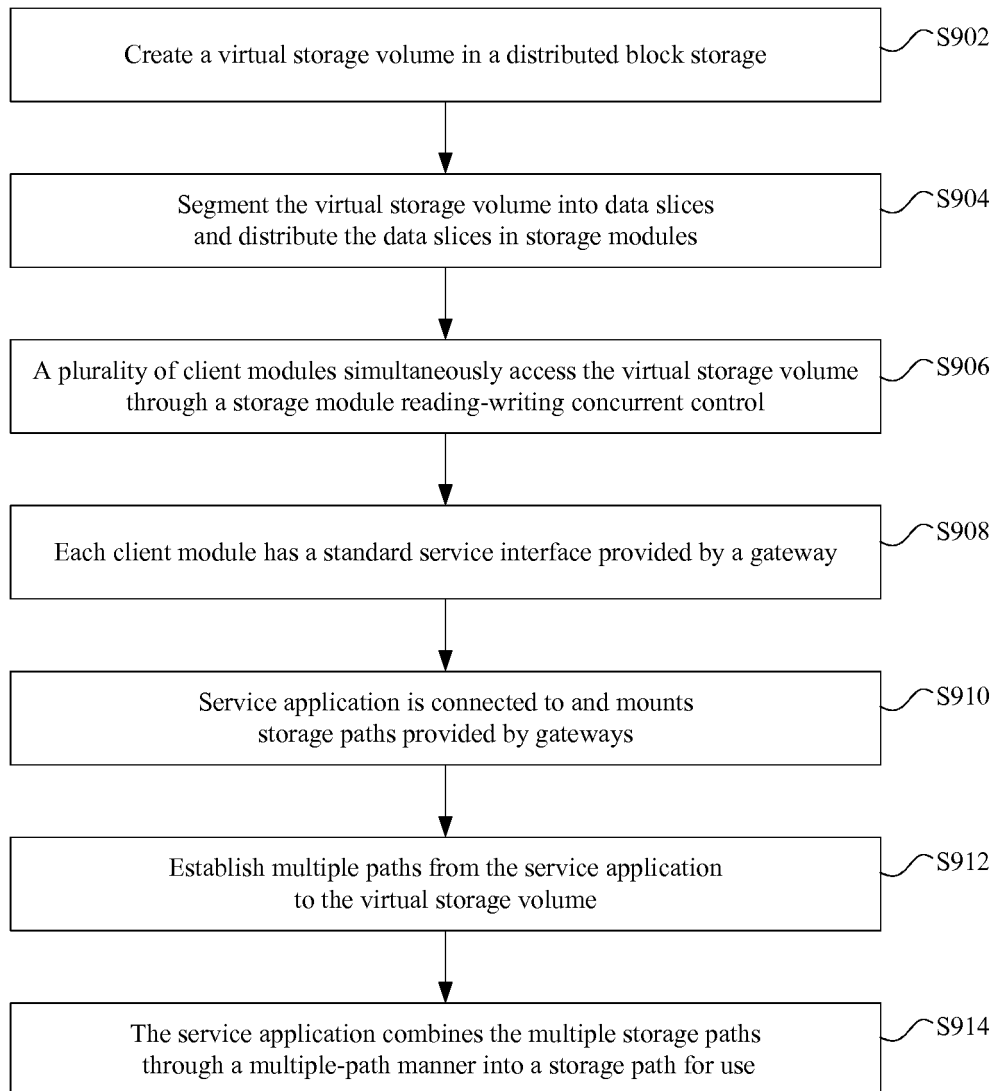 Create a virtual storage volume in a distributed block storage
S902
Segment the virtual storage volume into data slices
and distribute the data slices in storage modules
S904
A plurality of client modules simultaneously access the virtual storage volume
through a storage module reading-writing concurrent control
S906
Each client module has a standard service interface provided by a gateway
S908
Service application is connected to and mounts
storage paths provided by gateways
S910
Establish multiple paths from the service application
to the virtual storage volume
S912
The service application combines the multiple storage paths
through a multiple-path manner into a storage path for use
S914